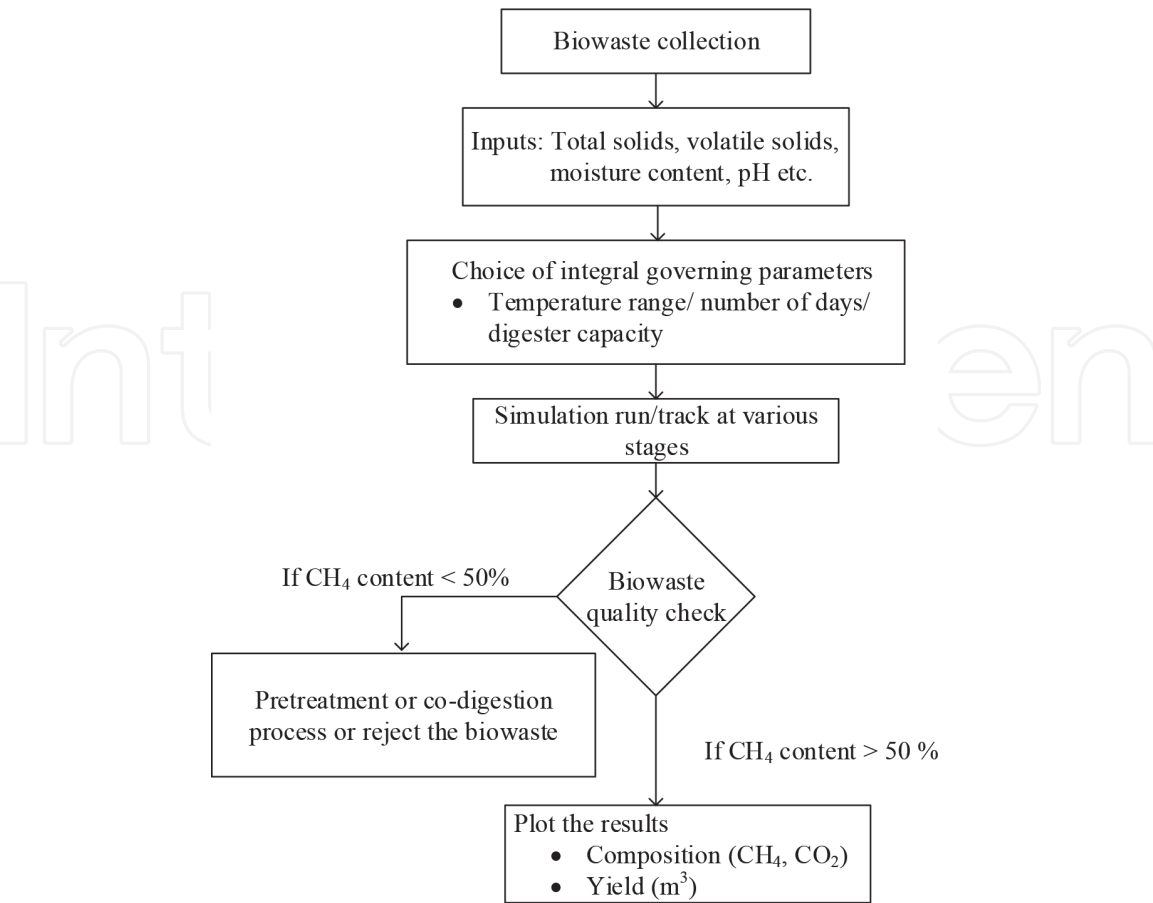 Biowaste collection
Inputs: Total solids, volatile solids,
moisture content, pH etc.
Choice of integral governing parameters
• Temperature range/ number of days/
digester capacity
Simulation run/track at various
stages
If CH₄ content < 50%
Biowaste
quality check
Pretreatment or co-digestion
process or reject the biowaste
If CH₄ content > 50 %
Plot the results
• Composition (CH₄, CO₂)
• Yield (m³)
Int
en